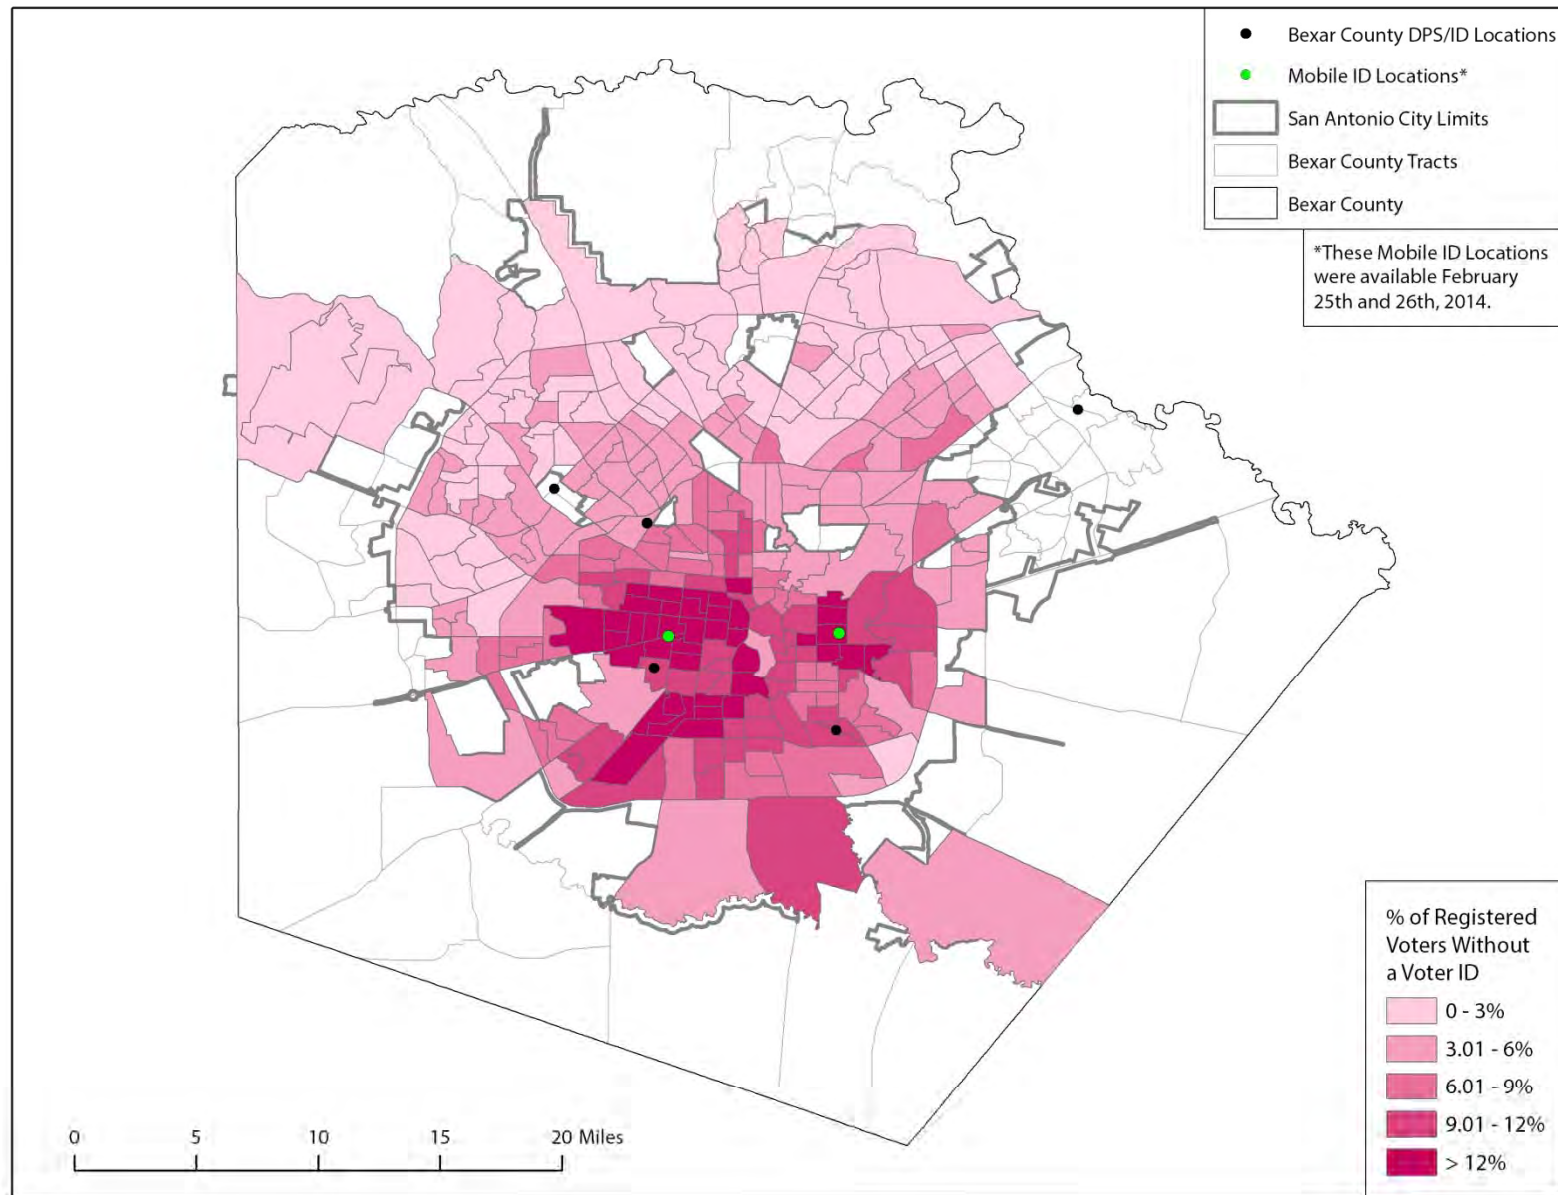 Bexar County DPS/ID Locations
Mobile ID Locations*
San Antonio City Limits
Bexar County Tracts
Bexar County
*These Mobile ID Locations
were available February
25th and 26th, 2014.
% of Registered
Voters Without
a Voter ID
0 - 3%
3.01 - 6%
6.01 - 9%
9.01 - 12%
> 12%
0 5 10 15 20 Miles